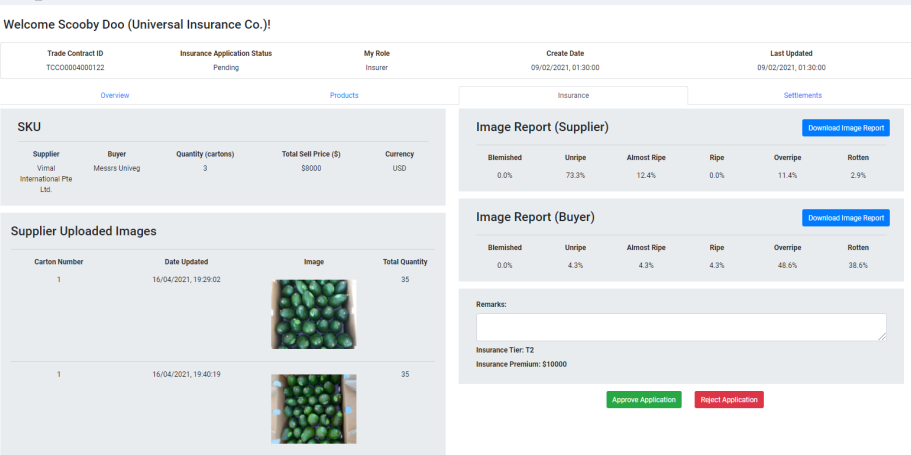 Welcome Scooby Doo (Universal Insurance Co.)!
Trade Contract ID Insurance Application Status My Role Create Date Last Updated
TCCO0004000122 Pending Insurer 09/02/2021, 01:30:00 09/02/2021, 01:30:00
Overview Products Insurance Settlements
SKU
Supplier Buyer Quantity (cartons) Total Sell Price ($) Currency
Vimal Messrs Univeg 3 $8000 USD
International Pte
Ltd.
Supplier Uploaded Images
Carton Number Date Updated Image Total Quantity
1 16/04/2021, 19:29:02 35
1 16/04/2021, 19:40:19 35
Image Report (Supplier) Download Image Report
Blemished Unripe Almost Ripe Ripe Overripe Rotten
0.0% 73.3% 12.4% 0.0% 11.4% 2.9%
Image Report (Buyer) Download Image Report
Blemished Unripe Almost Ripe Ripe Overripe Rotten
0.0% 4.3% 4.3% 4.3% 48.6% 38.6%
Remarks:
Insurance Tier: T2
Insurance Premium: $10000
Approve Application Reject Application